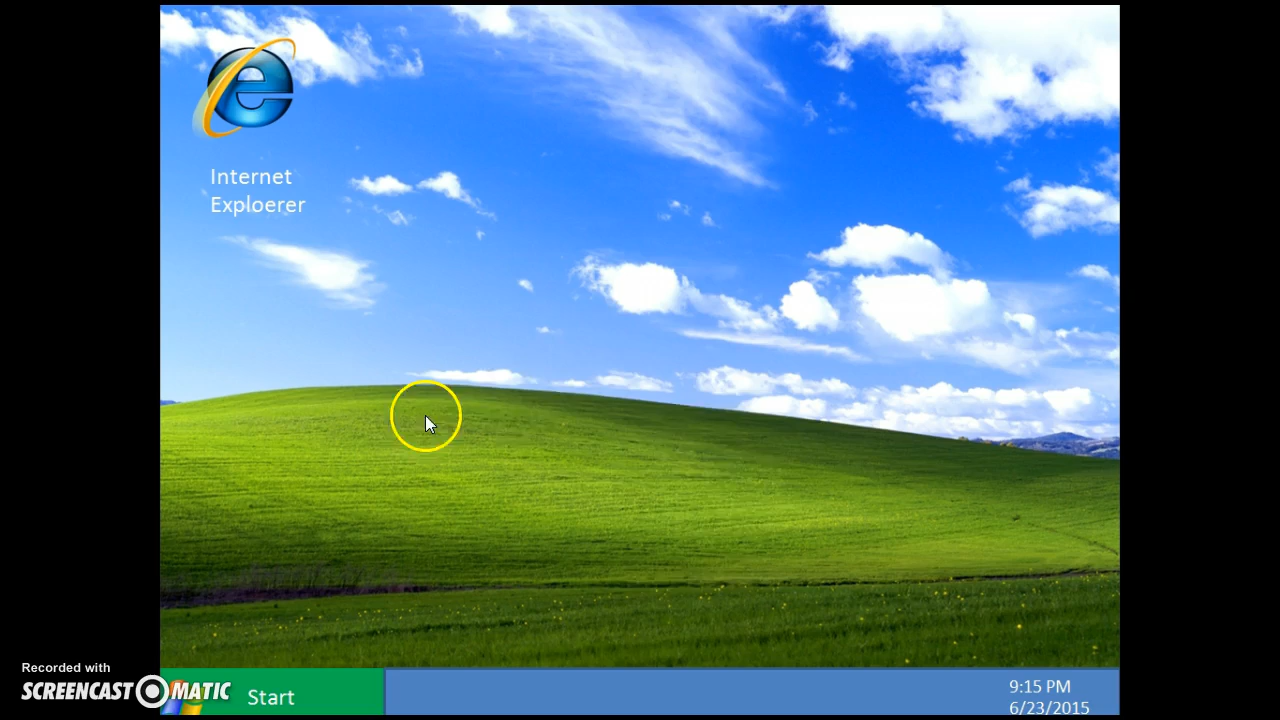 Internet
Exploerer
Start
9:15 PM
6/23/2015
Recorded with
SCREENCAST MATIC